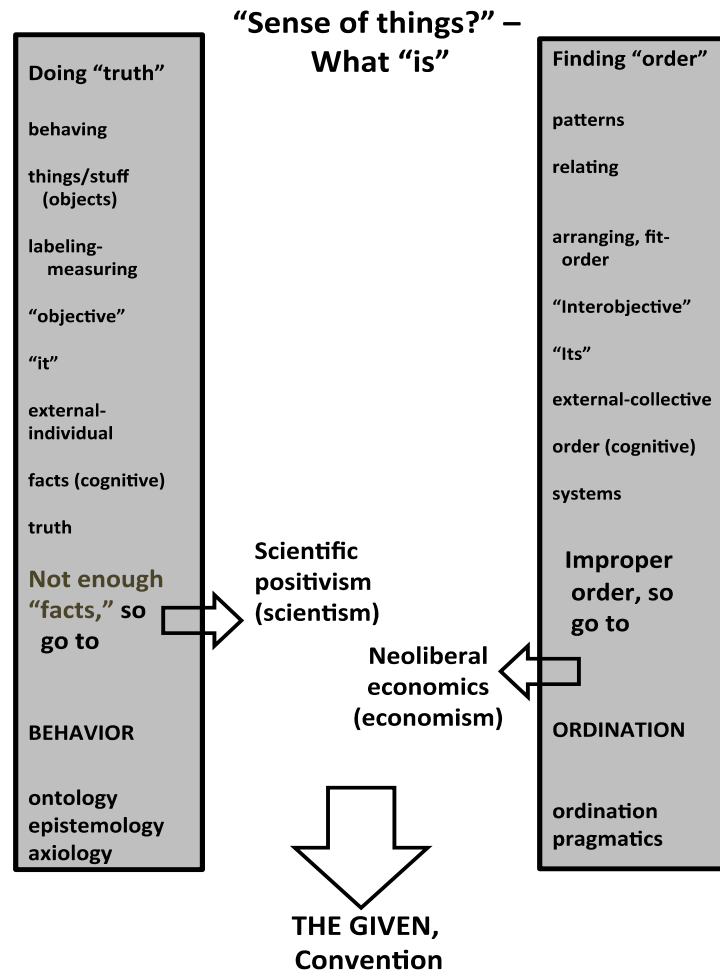 “Sense of things?” –
What “is”
Doing “truth”
behaving
things/stuff
(objects)
labeling-
measuring
“objective”
“it”
external-
individual
facts (cognitive)
truth
Not enough
“facts,” so
go to
BEHAVIOR
ontology
epistemology
axiology
Scientific
positivism
(scientism)
Neoliberal
economics
(economism)
Finding “order”
patterns
relating
arranging, fit-
order
“Interobjective”
“Its”
external-collective
order (cognitive)
systems
Improper
order, so
go to
ORDINATION
ordination
pragmatics
THE GIVEN,
Convention